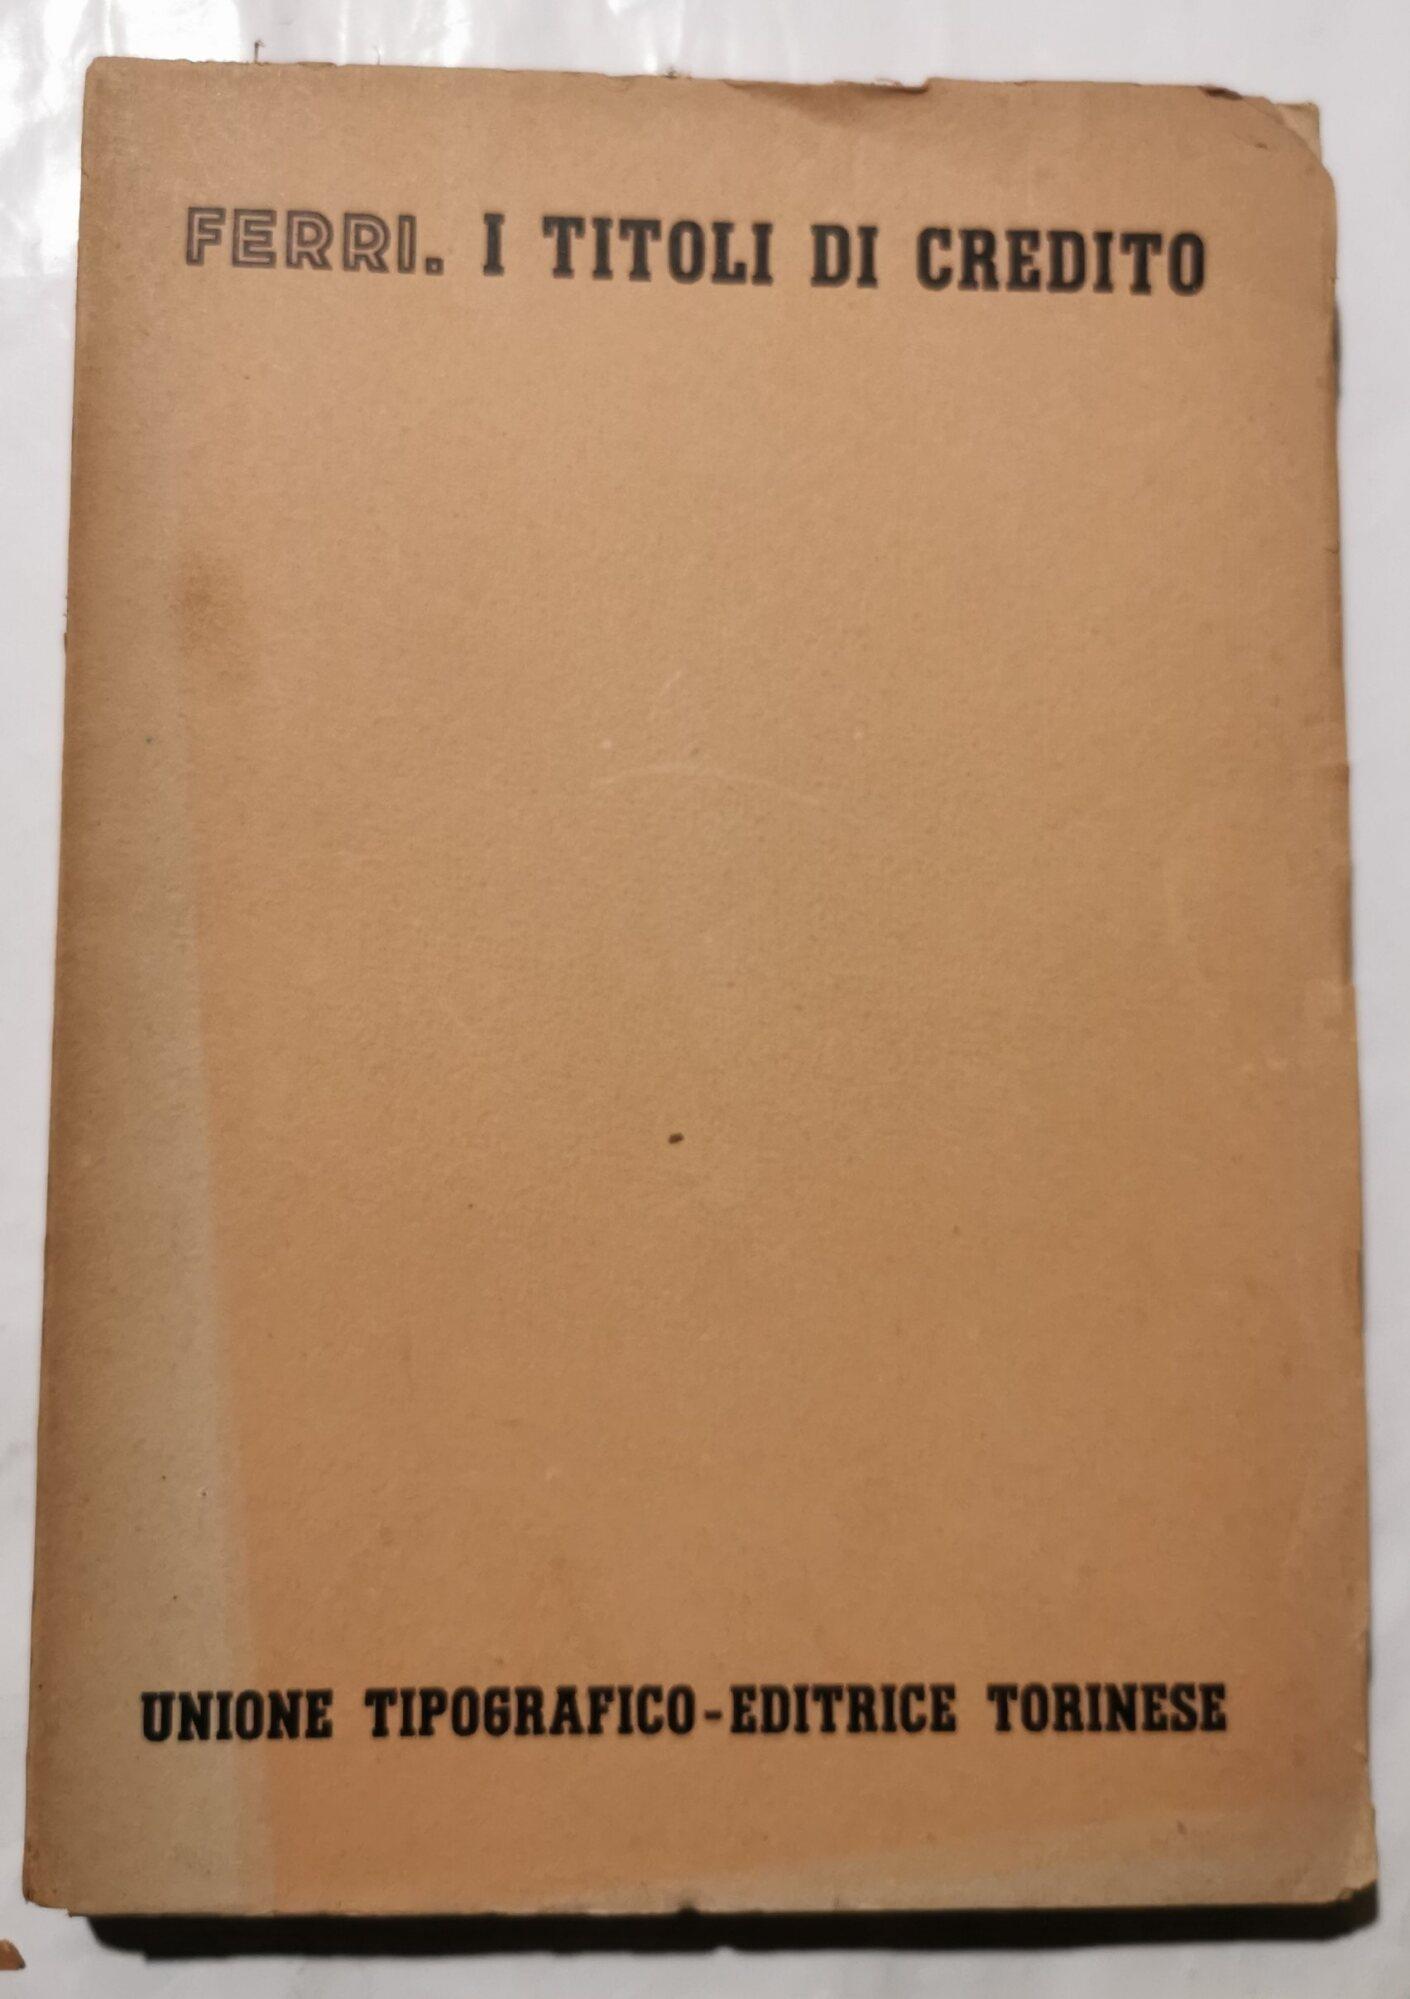 FERRI. I TITOLI DI CREDITO
UNIONE TIPOGRAFICO-EDITRICE TORINESE